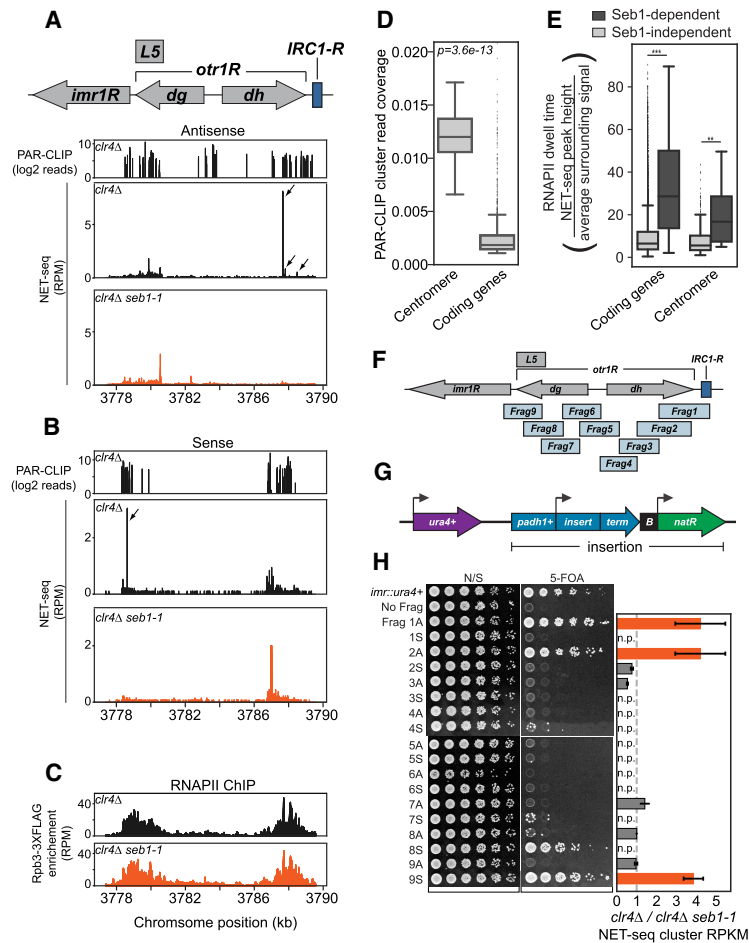 A
L5
IRC1-R
otr1R
imr1R
dg
dh
Antisense
PAR-CLIP
(log2 reads)
10
0
clr4Δ
NET-seq
(RPM)
clr4Δ
5
0
clr4Δ seb1-1
5
0
3778
3782
3786
3790
B
Sense
PAR-CLIP
(log2 reads)
10
0
clr4Δ
NET-seq
(RPM)
clr4Δ
2
0
clr4Δ seb1-1
2
0
3778
3782
3786
3790
C
RNAPII ChIP
Rpb3-3XFLAG
enrichement
(RPM)
clr4Δ
40
0
clr4Δ seb1-1
40
0
3778
3782
3786
3790
Chromsome position (kb)
D
PAR-CLIP cluster read coverage
0.020
0.015
0.010
0.005
0.000
p=3.6e-13
Centromere
Coding genes
E
Seb1-dependent
Seb1-independent
RNAPII dwell time
NET-seq peak height
average surrounding signal
80
60
40
20
0
***
**
Coding genes
Centromere
F
L5
otr1R
IRC1-R
imr1R
dg
dh
Frag9
Frag6
Frag1
Frag8
Frag5
Frag2
Frag7
Frag3
Frag4
G
ura4+
padh1+
insert
term
B
natR
insertion
H
N/S
5-FOA
imr::ura4+
No Frag
Frag 1A
1S
n.p.
2A
2S
3A
3S
n.p.
4A
n.p.
4S
n.p.
5A
n.p.
5S
n.p.
6A
n.p.
6S
n.p.
7A
7S
n.p.
8A
8S
n.p.
9A
9S
0 1 2 3 4 5
clr4Δ / clr4Δ seb1-1
NET-seq cluster RPKM